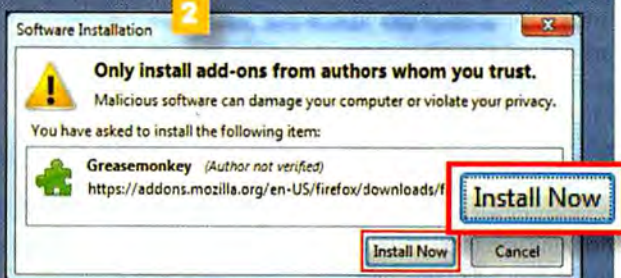 2
Software Installation
Only install add-ons from authors whom you trust.
Malicious software can damage your computer or violate your privacy.
You have asked to install the following item:
Greasemonkey (Author not verified)
https://addons.mozilla.org/en-US/firefox/downloads/f
Install Now
Install Now Cancel